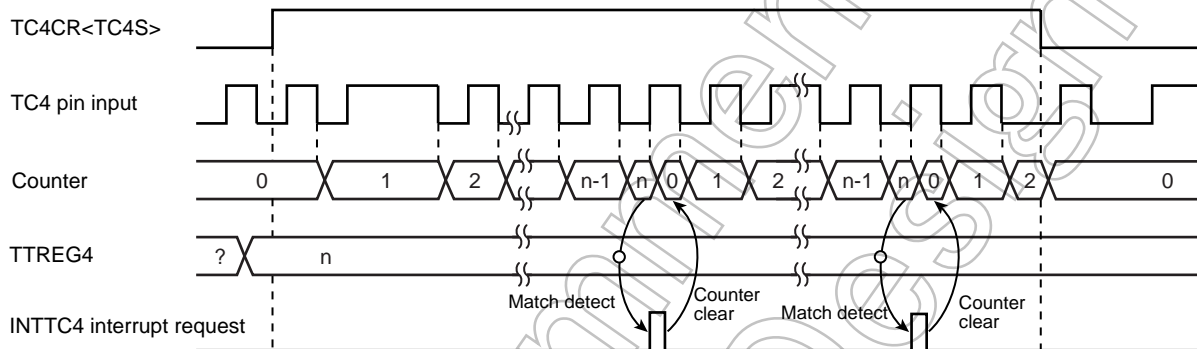 TC4CR<TC4S>
TC4 pin input
Counter 0 1 2 n-1 n 0 1 2 n-1 n 0 1 2 0
TTREG4 ? n
Match detect Counter clear Match detect Counter clear
INTTC4 interrupt request